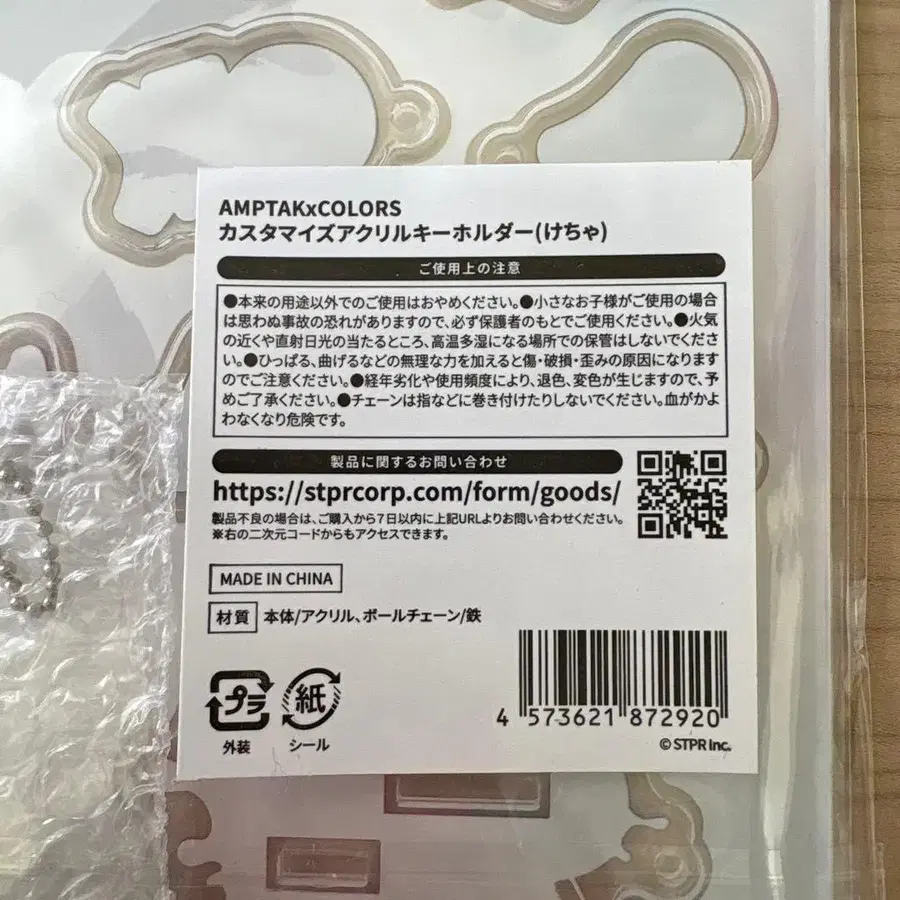 AMPTAKxCOLORS
カスタマイズアクリルキーホルダー(けちゃ)
ご使用上の注意
●本来の用途以外でのご使用はおやめください。●小さなお子様がご使用の場合
は思わぬ事故の恐れがありますので、必ず保護者のもとでご使用ください。●火気
の近くや直射日光の当たるところ、高温多湿になる場所での保管はしないでくださ
い。●ひっぱる、曲げるなどの無理な力を加えると傷・破損・歪みの原因になります
のでご注意ください。●経年劣化や使用頻度により、退色、変色が生じますので、予
めご了承ください。●チェーンは指などに巻き付けたりしないでください。血がかよ
わなくなり危険です。
製品に関するお問い合わせ
https://stprcorp.com/form/goods/
製品不良の場合は、ご購入から7日以内に上記URLよりお問い合わせください。
※右の二次元コードからもアクセスできます。
MADE IN CHINA
材質 本体/アクリル、ボールチェーン/鉄
プラ 紙
外装 シール
4 573621 872920
© STPR Inc.